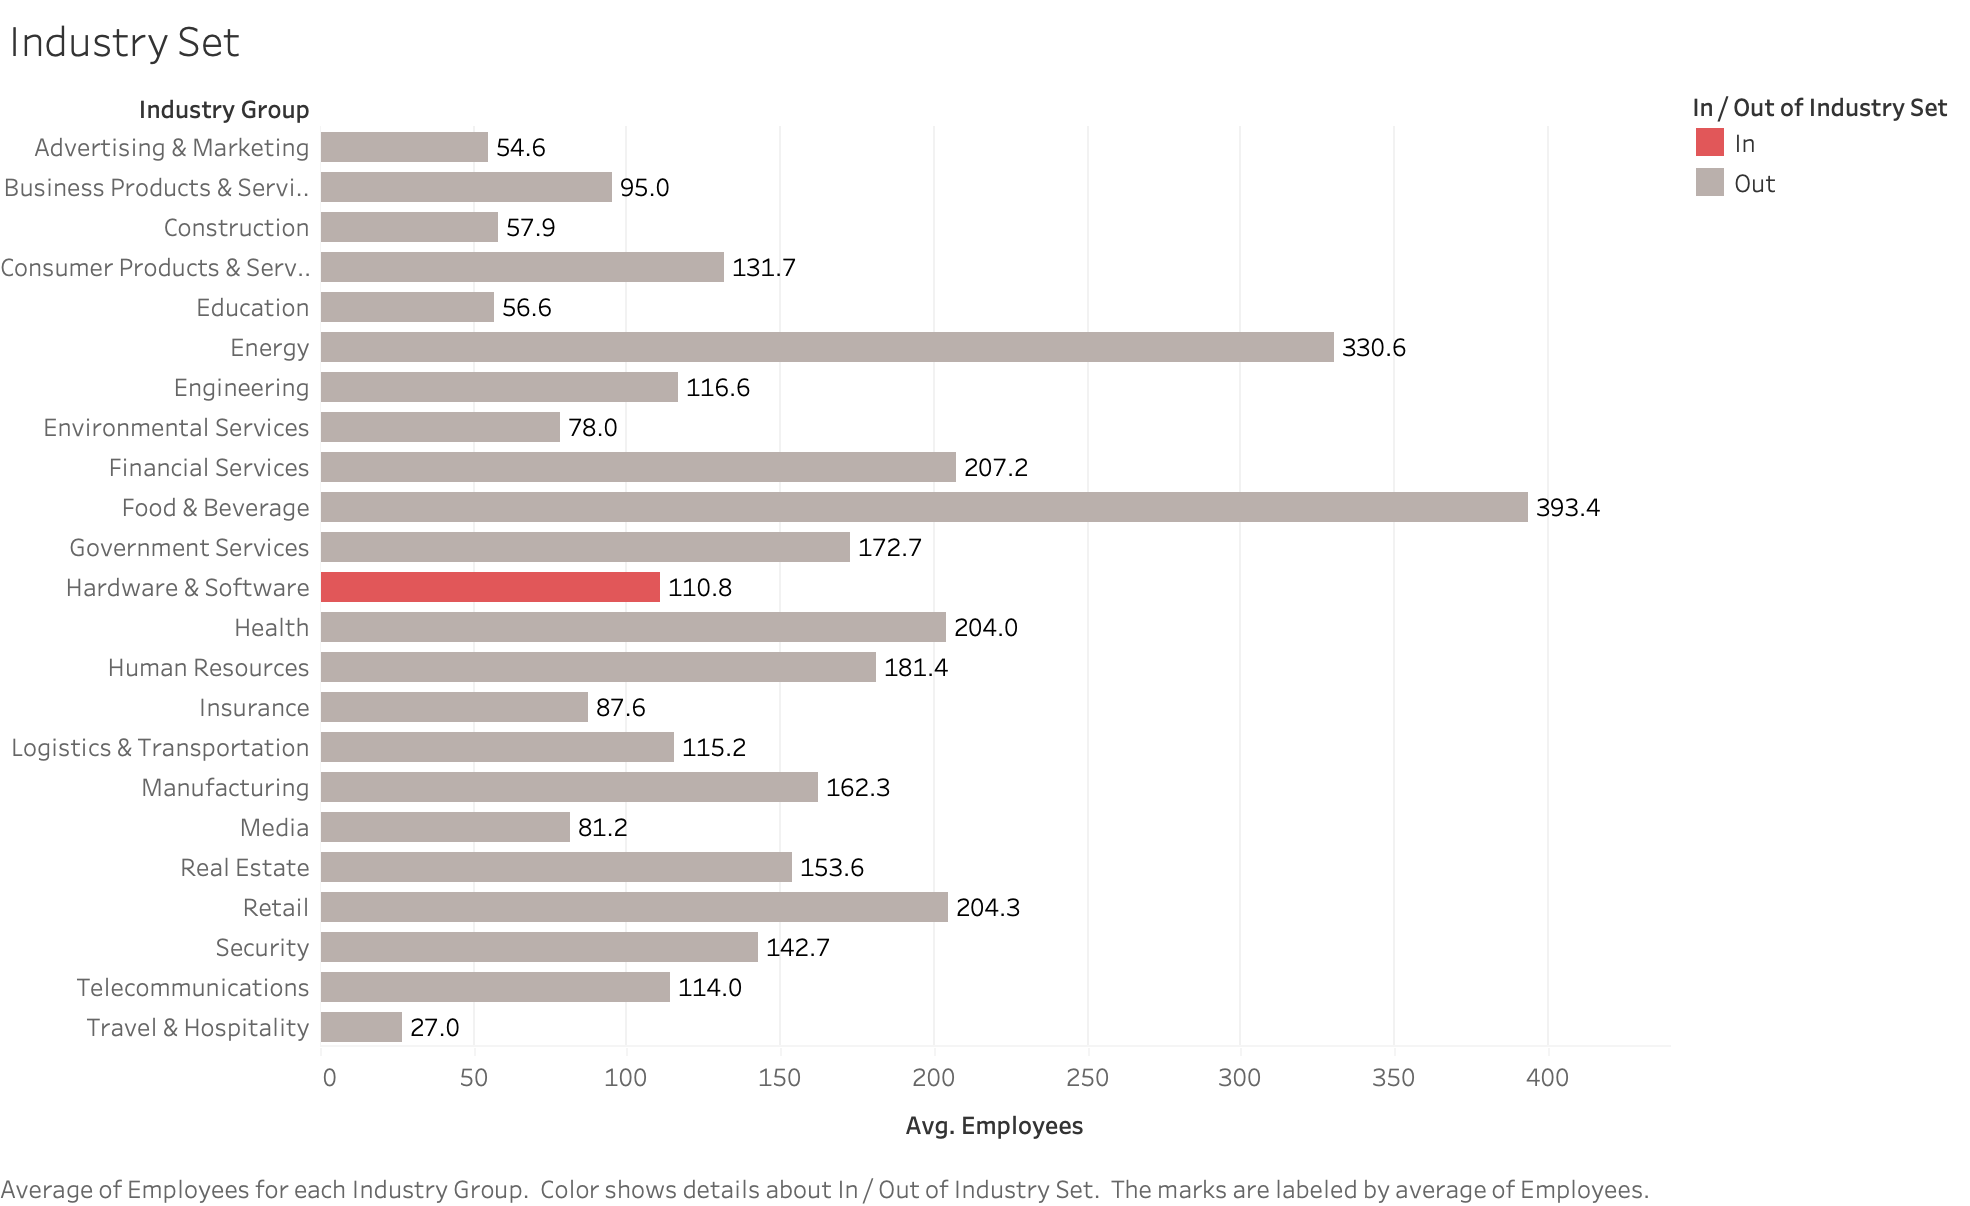 Industry Set
Industry Group
In / Out of Industry Set
In
Out
Advertising & Marketing 54.6
Business Products & Servi.. 95.0
Construction 57.9
Consumer Products & Serv.. 131.7
Education 56.6
Energy 330.6
Engineering 116.6
Environmental Services 78.0
Financial Services 207.2
Food & Beverage 393.4
Government Services 172.7
Hardware & Software 110.8
Health 204.0
Human Resources 181.4
Insurance 87.6
Logistics & Transportation 115.2
Manufacturing 162.3
Media 81.2
Real Estate 153.6
Retail 204.3
Security 142.7
Telecommunications 114.0
Travel & Hospitality 27.0
0 50 100 150 200 250 300 350 400
Avg. Employees
Average of Employees for each Industry Group.  Color shows details about In / Out of Industry Set.  The marks are labeled by average of Employees.